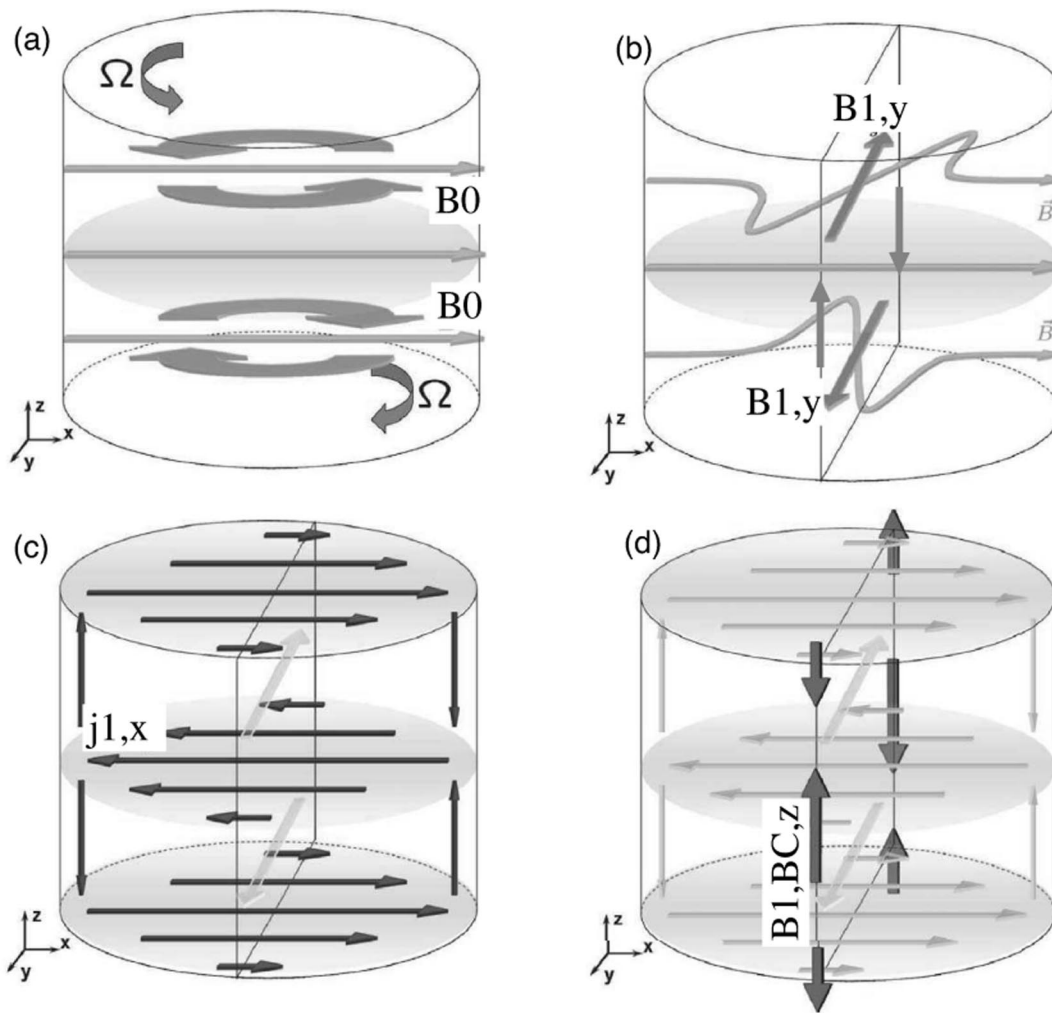 (a)
Ω
B0
B0
Ω
z
x
y
(b)
B1,y
B⃗
B⃗
B1,y
z
x
y
(c)
j1,x
z
x
y
(d)
B1,BC,z
z
x
y